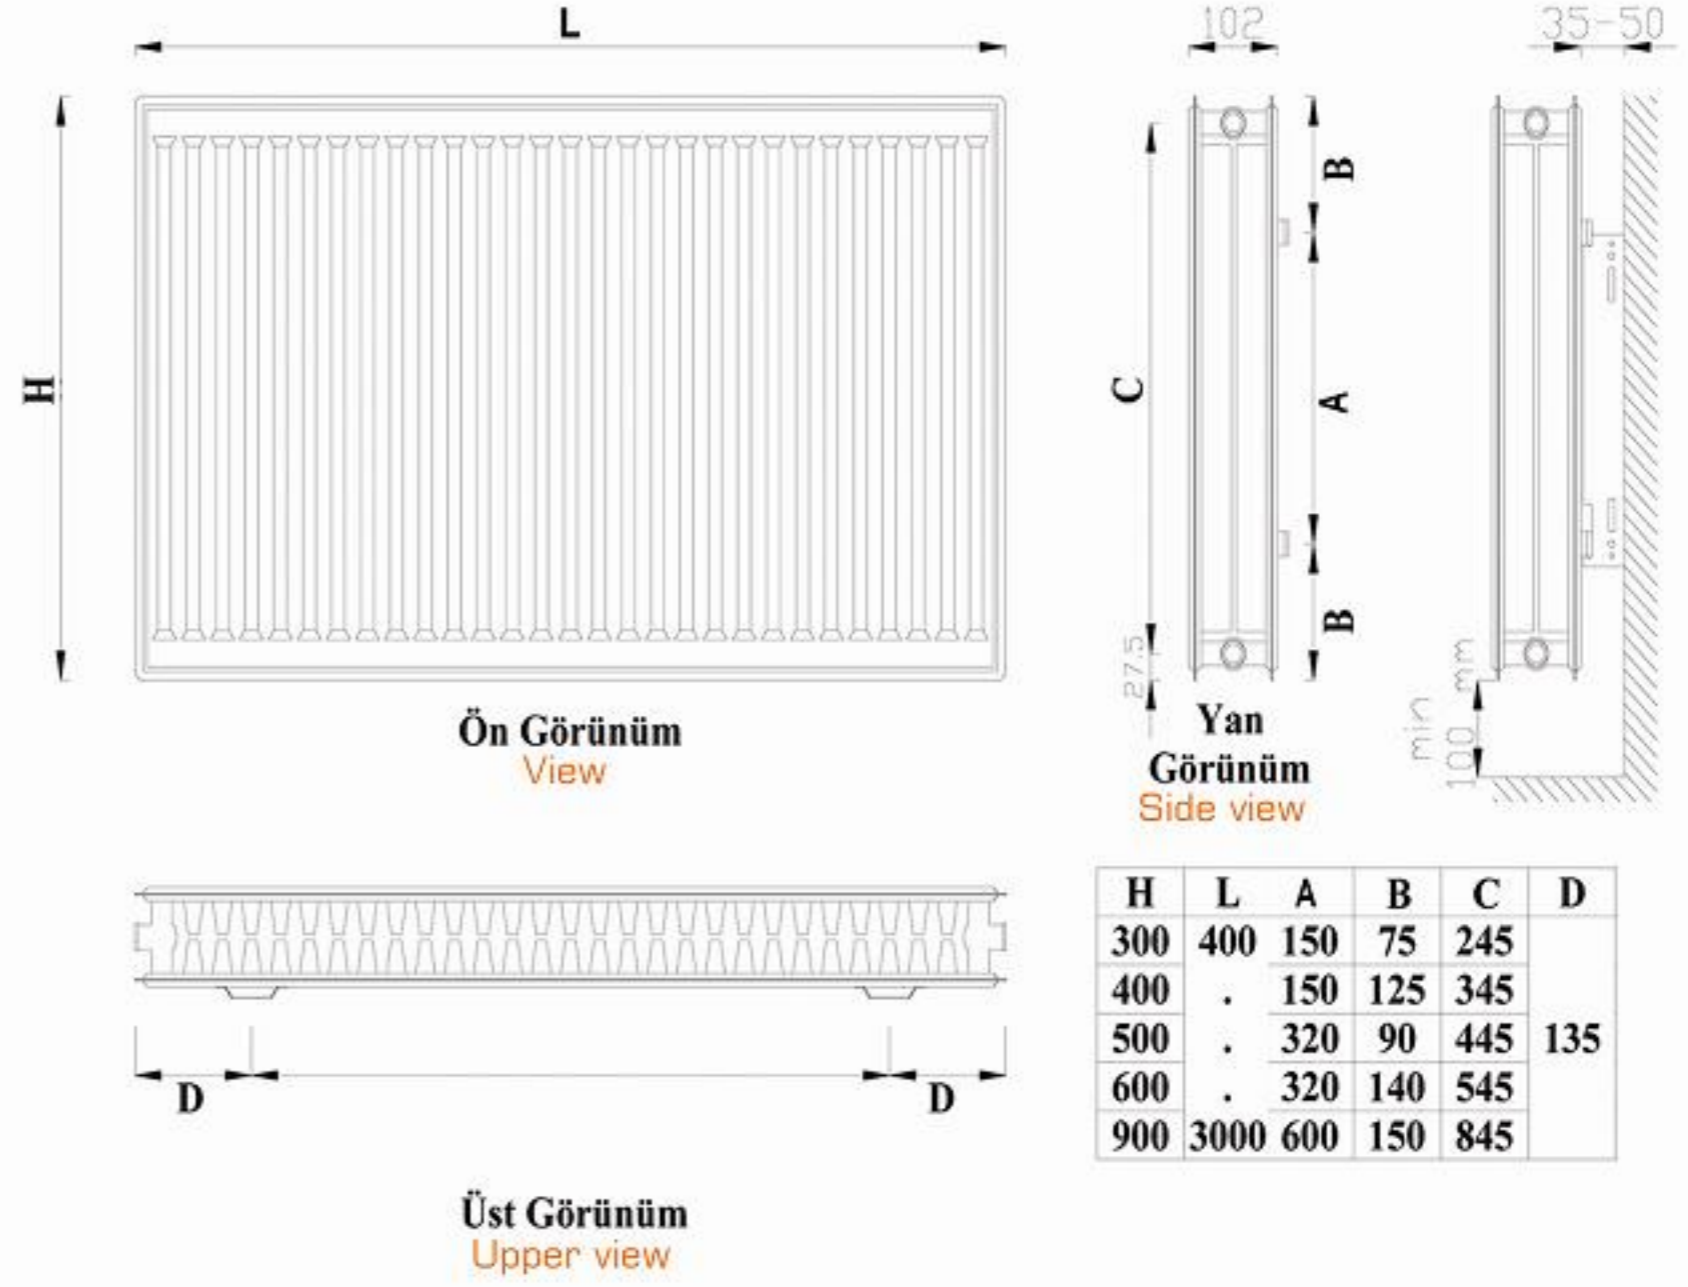 L
H
Ön Görünüm
View
102
C
27.5
B
A
B
Yan
Görünüm
Side view
35-50
min
100 mm
D
D
Üst Görünüm
Upper view
H L A B C D
300 400 150 75 245
400 . 150 125 345
500 . 320 90 445 135
600 . 320 140 545
900 3000 600 150 845